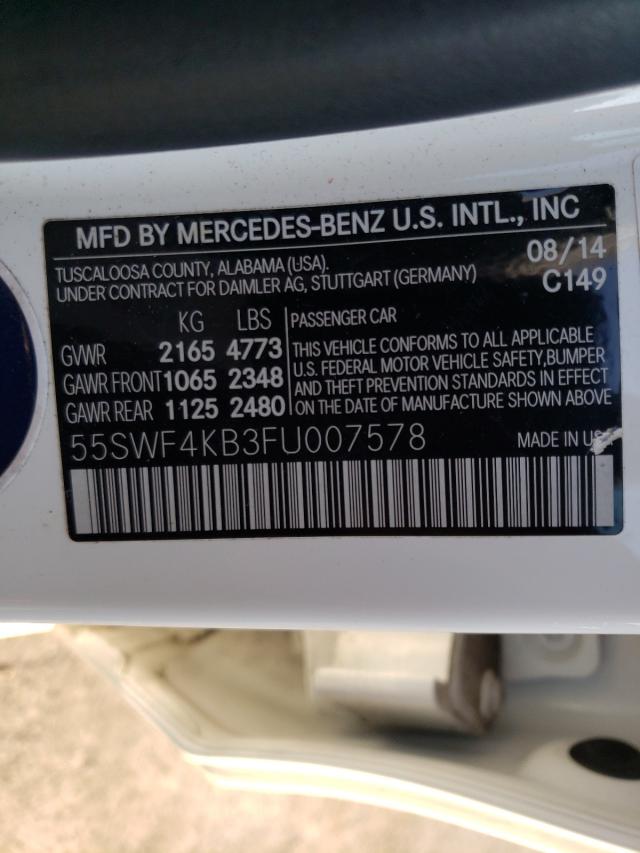 MFD BY MERCEDES-BENZ U.S. INTL., INC
TUSCALOOSA COUNTY, ALABAMA (USA). 08/14
UNDER CONTRACT FOR DAIMLER AG, STUTTGART (GERMANY) C149
KG LBS PASSENGER CAR
GVWR 2165 4773 THIS VEHICLE CONFORMS TO ALL APPLICABLE
U.S. FEDERAL MOTOR VEHICLE SAFETY,BUMPER
GAWR FRONT 1065 2348 AND THEFT PREVENTION STANDARDS IN EFFECT
GAWR REAR 1125 2480 ON THE DATE OF MANUFACTURE SHOWN ABOVE
55SWF4KB3FU007578 MADE IN USA